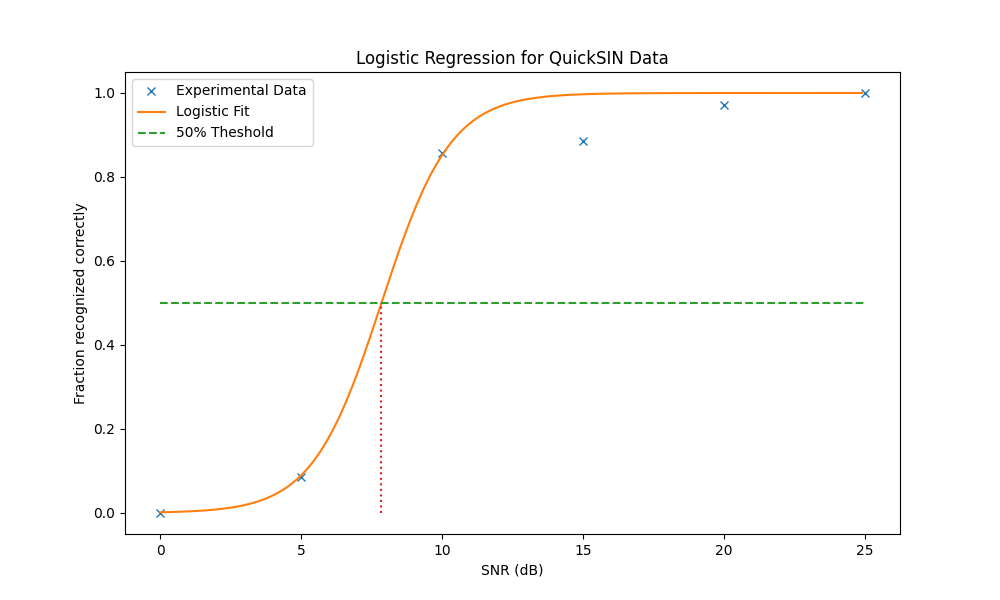 Logistic Regression for QuickSIN Data
Experimental Data
Logistic Fit
50% Theshold
1.0
0.8
0.6
0.4
0.2
0.0
Fraction recognized correctly
0 5 10 15 20 25
SNR (dB)